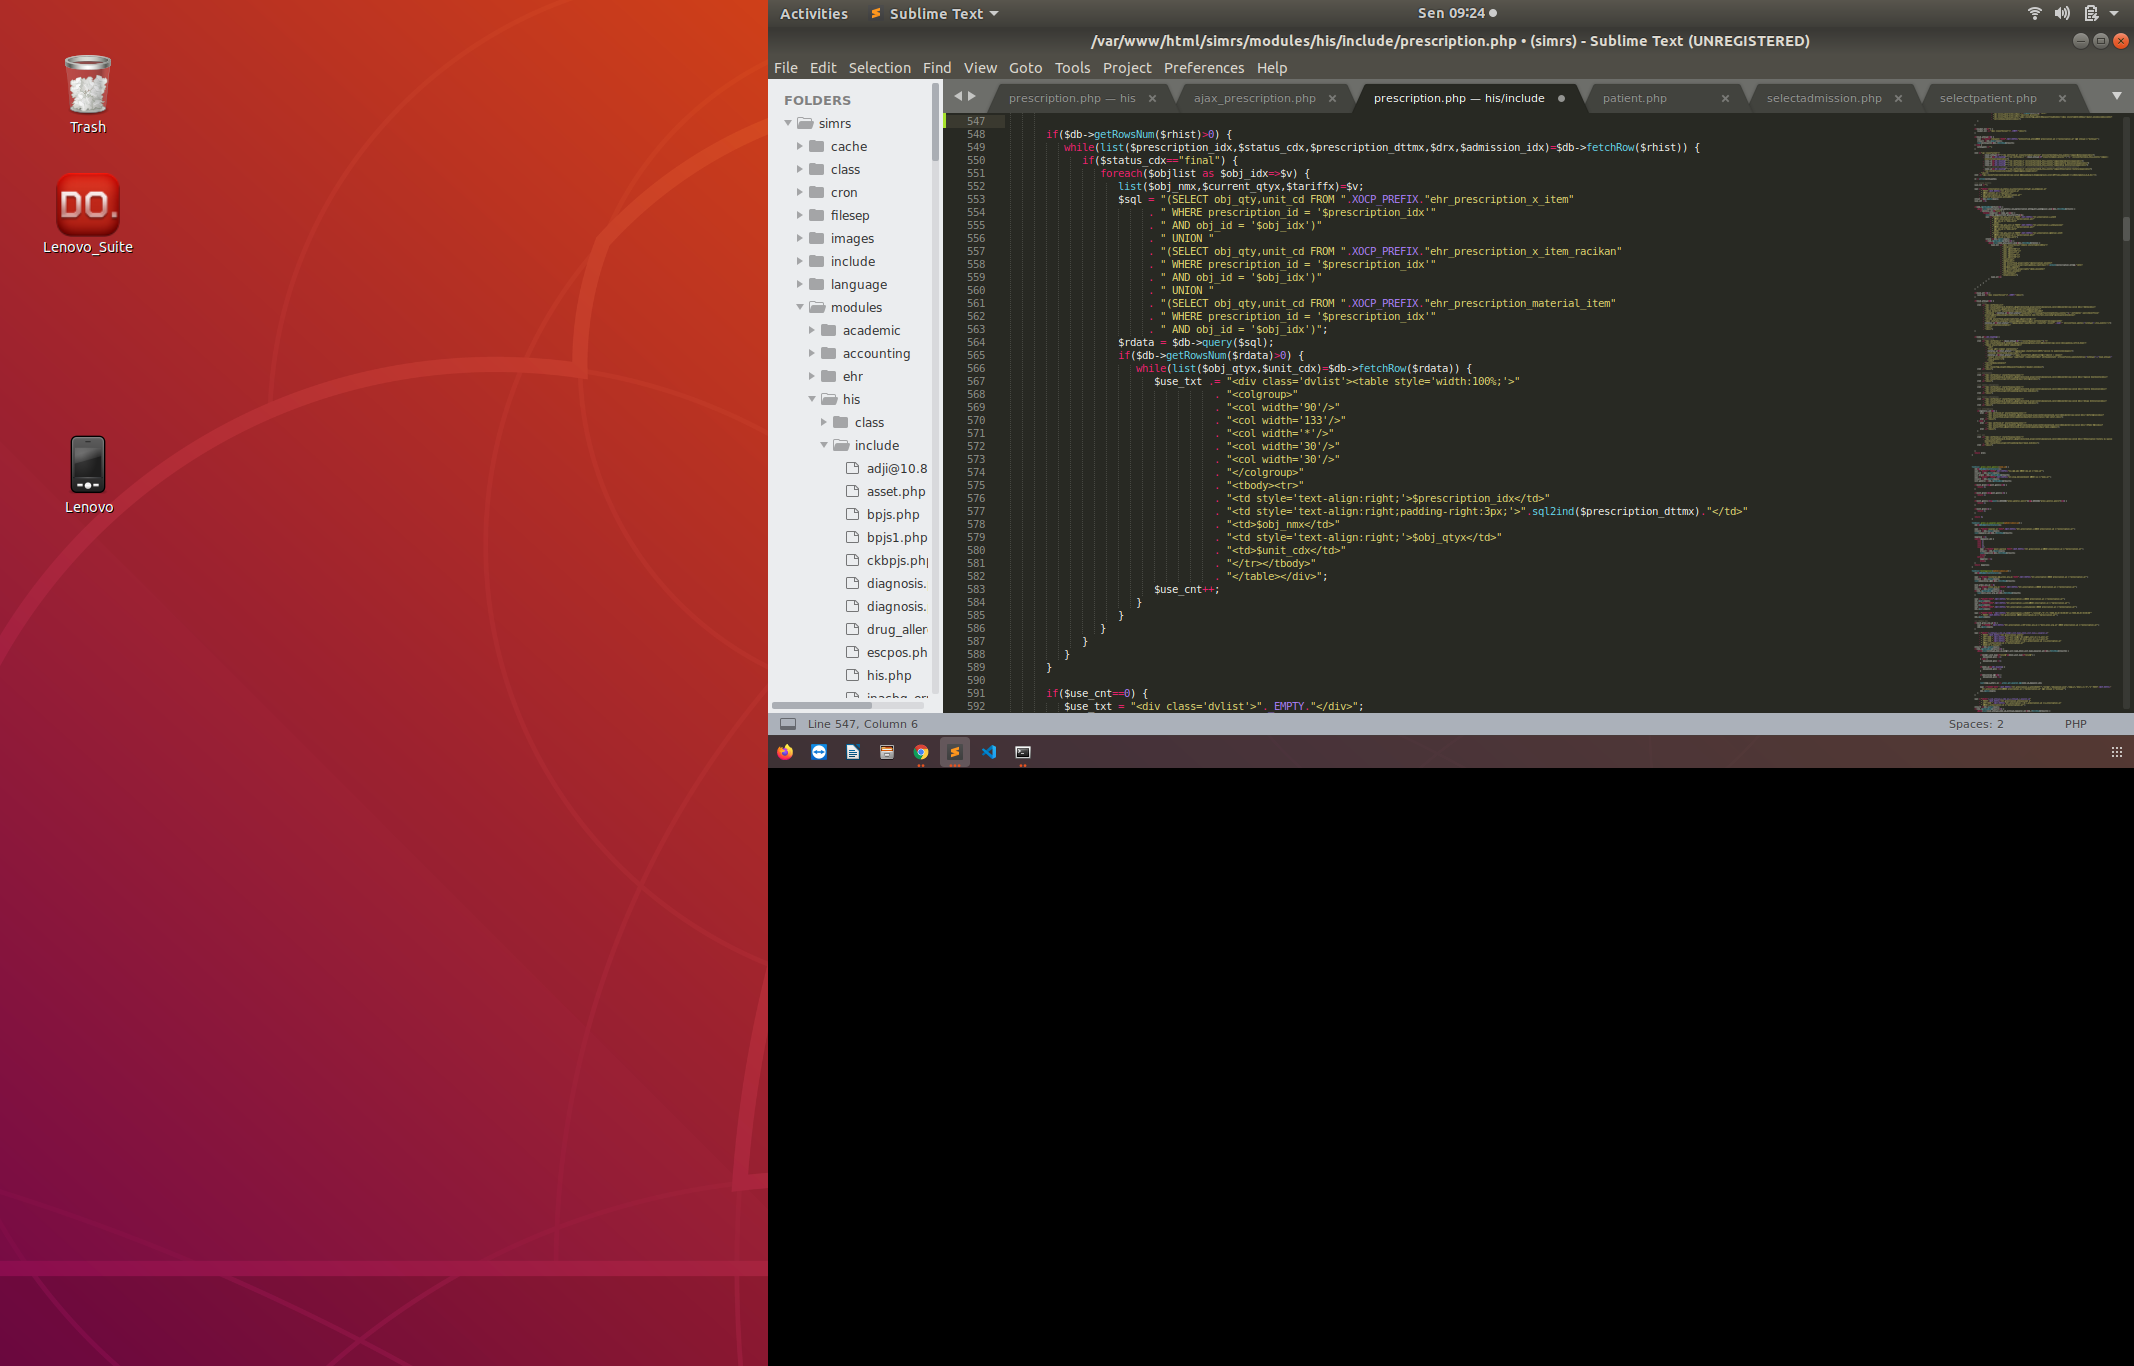 Trash
Lenovo_Suite
Lenovo
Activities
Sublime Text
Sen 09:24
/var/www/html/simrs/modules/his/include/prescription.php • (simrs) - Sublime Text (UNREGISTERED)
File Edit Selection Find View Goto Tools Project Preferences Help
FOLDERS
simrs
cache
class
cron
filesep
images
include
language
modules
academic
accounting
ehr
his
class
include
adji@10.8
asset.php
bpjs.php
bpjs1.php
ckbpjs.ph
diagnosis.
diagnosis.
drug_aller
escpos.ph
his.php
prescription.php — his
ajax_prescription.php
prescription.php — his/include
patient.php
selectadmission.php
selectpatient.php
547
548 if($db->getRowsNum($rhist)>0) {
549 while(list($prescription_idx,$status_cdx,$prescription_dttmx,$drx,$admission_idx)=$db->fetchRow($rhist)) {
550 if($status_cdx=="final") {
551 foreach($objlist as $obj_idx=>$v) {
552 list($obj_nmx,$current_qtyx,$tariffx)=$v;
553 $sql = "(SELECT obj_qty,unit_cd FROM ".XOCP_PREFIX."ehr_prescription_x_item"
554 . " WHERE prescription_id = '$prescription_idx'"
555 . " AND obj_id = '$obj_idx')"
556 . " UNION "
557 . "(SELECT obj_qty,unit_cd FROM ".XOCP_PREFIX."ehr_prescription_x_item_racikan"
558 . " WHERE prescription_id = '$prescription_idx'"
559 . " AND obj_id = '$obj_idx')"
560 . " UNION "
561 . "(SELECT obj_qty,unit_cd FROM ".XOCP_PREFIX."ehr_prescription_material_item"
562 . " WHERE prescription_id = '$prescription_idx'"
563 . " AND obj_id = '$obj_idx')";
564 $rdata = $db->query($sql);
565 if($db->getRowsNum($rdata)>0) {
566 while(list($obj_qtyx,$unit_cdx)=$db->fetchRow($rdata)) {
567 $use_txt .= "<div class='dvlist'><table style='width:100%;'>"
568 . "<colgroup>"
569 . "<col width='90'/>"
570 . "<col width='133'/>"
571 . "<col width='*'/>"
572 . "<col width='30'/>"
573 . "<col width='30'/>"
574 . "</colgroup>"
575 . "<tbody><tr>"
576 . "<td style='text-align:right;'>$prescription_idx</td>"
577 . "<td style='text-align:right;padding-right:3px;'>".sql2ind($prescription_dttmx)."</td>"
578 . "<td>$obj_nmx</td>"
579 . "<td style='text-align:right;'>$obj_qtyx</td>"
580 . "<td>$unit_cdx</td>"
581 . "</tr></tbody>"
582 . "</table></div>";
583 $use_cnt++;
584 }
585 }
586 }
587 }
588 }
589 }
590
591 if($use_cnt==0) {
592 $use_txt = "<div class='dvlist'>"._EMPTY."</div>";
Line 547, Column 6
Spaces: 2
PHP
DO.